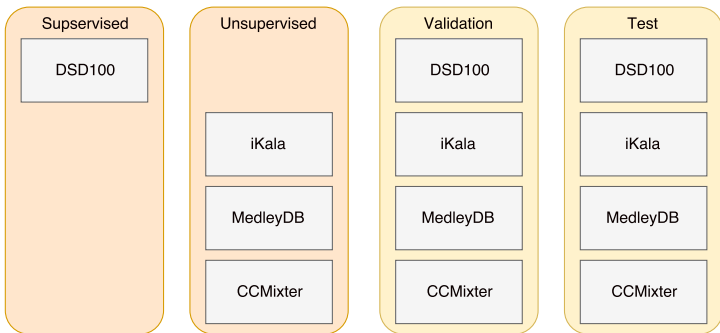 Supservised
DSD100
Unsupervised
iKala
MedleyDB
CCMixter
Validation
DSD100
iKala
MedleyDB
CCMixter
Test
DSD100
iKala
MedleyDB
CCMixter